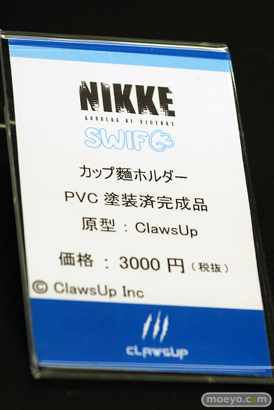 NIKKE
GODDESS OF VICTORY
SWIF
カップ麺ホルダー
PVC 塗装済完成品
原型：ClawsUp
価格：3000 円（税抜）
© ClawsUp Inc
CLAWSUP
moeyo.com